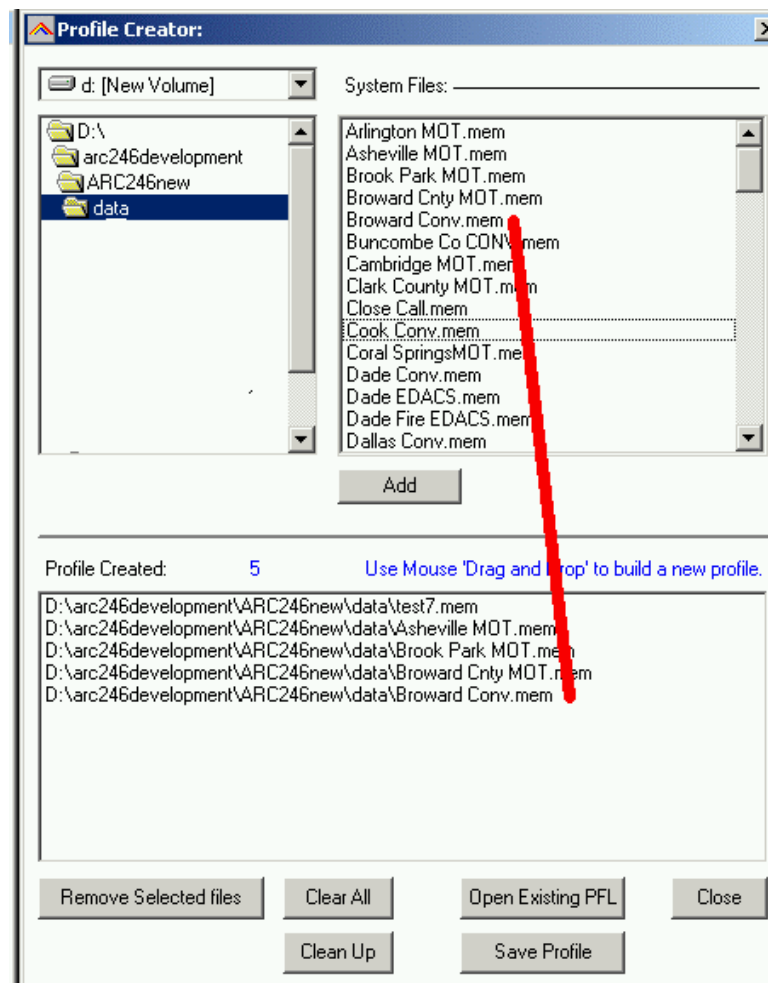 Profile Creator:
d: [New Volume]
System Files:
D:\
arc246development
ARC246new
data
Arlington MOT.mem
Asheville MOT.mem
Brook Park MOT.mem
Broward Cnty MOT.mem
Broward Conv.mem
Buncombe Co CONV.mem
Cambridge MOT.mem
Clark County MOT.mem
Close Call.mem
Cook Conv.mem
Coral SpringsMOT.mem
Dade Conv.mem
Dade EDACS.mem
Dade Fire EDACS.mem
Dallas Conv.mem
Add
Profile Created: 5 Use Mouse 'Drag and Drop' to build a new profile.
D:\arc246development\ARC246new\data\test7.mem
D:\arc246development\ARC246new\data\Asheville MOT.mem
D:\arc246development\ARC246new\data\Brook Park MOT.mem
D:\arc246development\ARC246new\data\Broward Cnty MOT.mem
D:\arc246development\ARC246new\data\Broward Conv.mem
Remove Selected files
Clear All
Open Existing PFL
Close
Clean Up
Save Profile